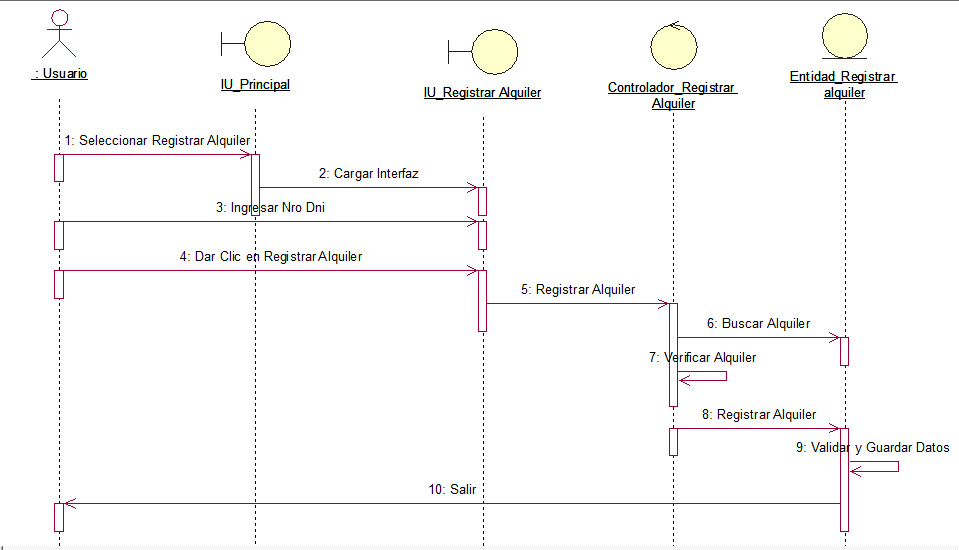 : Usuario
IU_Principal
IU_Registrar Alquiler
Controlador_Registrar
Alquiler
Entidad_Registrar
alquiler
1: Seleccionar Registrar Alquiler
2: Cargar Interfaz
3: Ingresar Nro Dni
4: Dar Clic en Registrar Alquiler
5: Registrar Alquiler
6: Buscar Alquiler
7: Verificar Alquiler
8: Registrar Alquiler
9: Validar y Guardar Datos
10: Salir